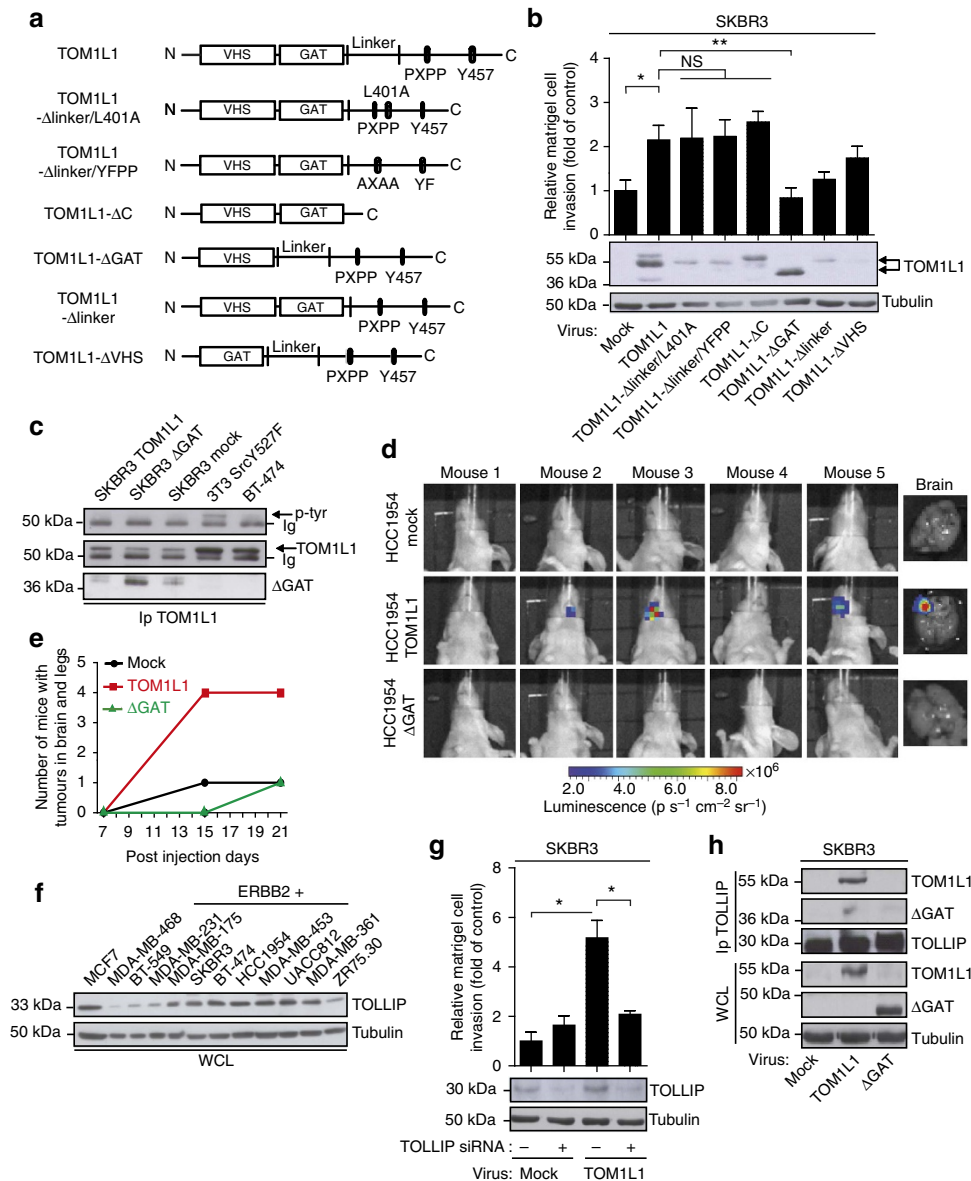 a
TOM1L1
N
VHS
GAT
Linker
PXPP
Y457
C
TOM1L1
-Δlinker/L401A
N
VHS
GAT
L401A
PXPP
Y457
C
TOM1L1
-Δlinker/YFPP
N
VHS
GAT
AXAA
YF
C
TOM1L1-ΔC
N
VHS
GAT
C
TOM1L1-ΔGAT
N
VHS
Linker
PXPP
Y457
C
TOM1L1
-Δlinker
N
VHS
GAT
PXPP
Y457
C
TOM1L1-ΔVHS
N
GAT
Linker
PXPP
Y457
C
b
SKBR3
**
NS
*
Relative matrigel cell
invasion (fold of control)
4
3
2
1
0
55 kDa
36 kDa
50 kDa
TOM1L1
Tubulin
Virus:
Mock
TOM1L1
TOM1L1-Δlinker/L401A
TOM1L1-Δlinker/YFPP
TOM1L1-ΔC
TOM1L1-ΔGAT
TOM1L1-Δlinker
TOM1L1-ΔVHS
c
SKBR3 TOM1L1
SKBR3 ΔGAT
SKBR3 mock
3T3 SrcY527F
BT-474
50 kDa
p-tyr
Ig
50 kDa
TOM1L1
Ig
36 kDa
ΔGAT
Ip TOM1L1
d
Mouse 1
Mouse 2
Mouse 3
Mouse 4
Mouse 5
Brain
HCC1954
mock
HCC1954
TOM1L1
HCC1954
ΔGAT
×10⁶
2.0
4.0
6.0
8.0
Luminescence (p s⁻¹ cm⁻² sr⁻¹)
e
Mock
TOM1L1
ΔGAT
Number of mice with
tumours in brain and legs
5
4
3
2
1
0
7 9 11 13 15 17 19 21
Post injection days
f
ERBB2 +
MCF7
MDA-MB-468
BT-549
MDA-MB-231
MDA-MB-175
SKBR3
BT-474
HCC1954
MDA-MB-453
UACC812
MDA-MB-361
ZR75.30
33 kDa
TOLLIP
50 kDa
Tubulin
WCL
g
SKBR3
*
*
Relative matrigel cell
invasion (fold of control)
8
6
4
2
0
30 kDa
TOLLIP
50 kDa
Tubulin
TOLLIP siRNA : – + – +
Virus: Mock TOM1L1
h
SKBR3
Ip TOLLIP
55 kDa
TOM1L1
36 kDa
ΔGAT
30 kDa
TOLLIP
WCL
TOM1L1
50 kDa
ΔGAT
50 kDa
Tubulin
Virus:
Mock
TOM1L1
ΔGAT